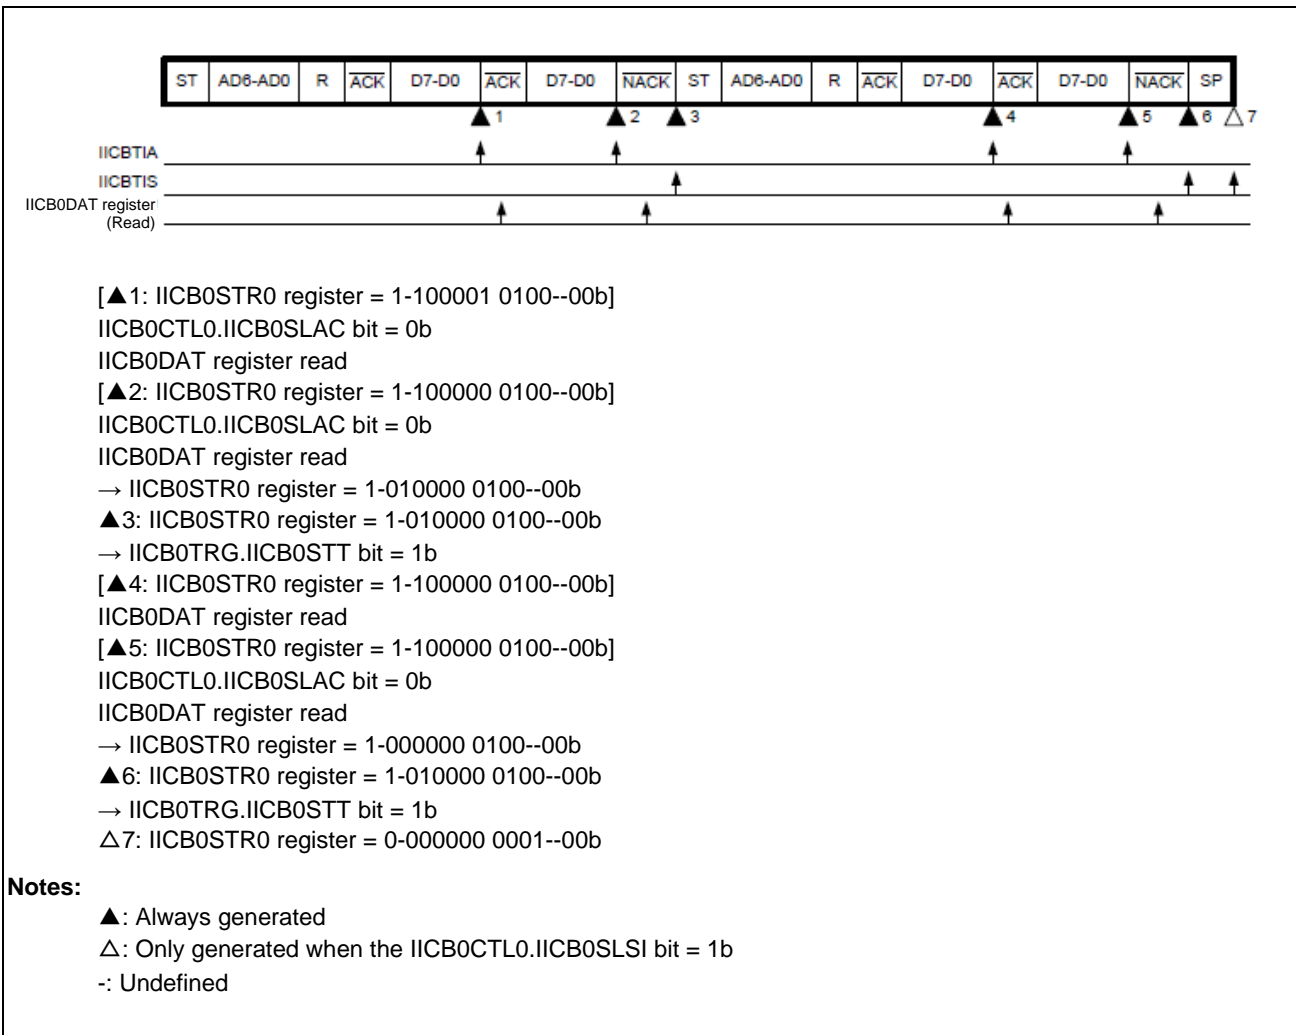 ST AD6-AD0 R ACK D7-D0 ACK D7-D0 NACK ST AD6-AD0 R ACK D7-D0 ACK D7-D0 NACK SP
▲1 ▲2 ▲3 ▲4 ▲5 ▲6 △7
IICBTIA
IICBTIS
IICB0DAT register
(Read)
[▲1: IICB0STR0 register = 1-100001 0100--00b]
IICB0CTL0.IICB0SLAC bit = 0b
IICB0DAT register read
[▲2: IICB0STR0 register = 1-100000 0100--00b]
IICB0CTL0.IICB0SLAC bit = 0b
IICB0DAT register read
→ IICB0STR0 register = 1-010000 0100--00b
▲3: IICB0STR0 register = 1-010000 0100--00b
→ IICB0TRG.IICB0STT bit = 1b
[▲4: IICB0STR0 register = 1-100000 0100--00b]
IICB0DAT register read
[▲5: IICB0STR0 register = 1-100000 0100--00b]
IICB0CTL0.IICB0SLAC bit = 0b
IICB0DAT register read
→ IICB0STR0 register = 1-000000 0100--00b
▲6: IICB0STR0 register = 1-010000 0100--00b
→ IICB0TRG.IICB0STT bit = 1b
△7: IICB0STR0 register = 0-000000 0001--00b
Notes:
▲: Always generated
△: Only generated when the IICB0CTL0.IICB0SLSI bit = 1b
-: Undefined